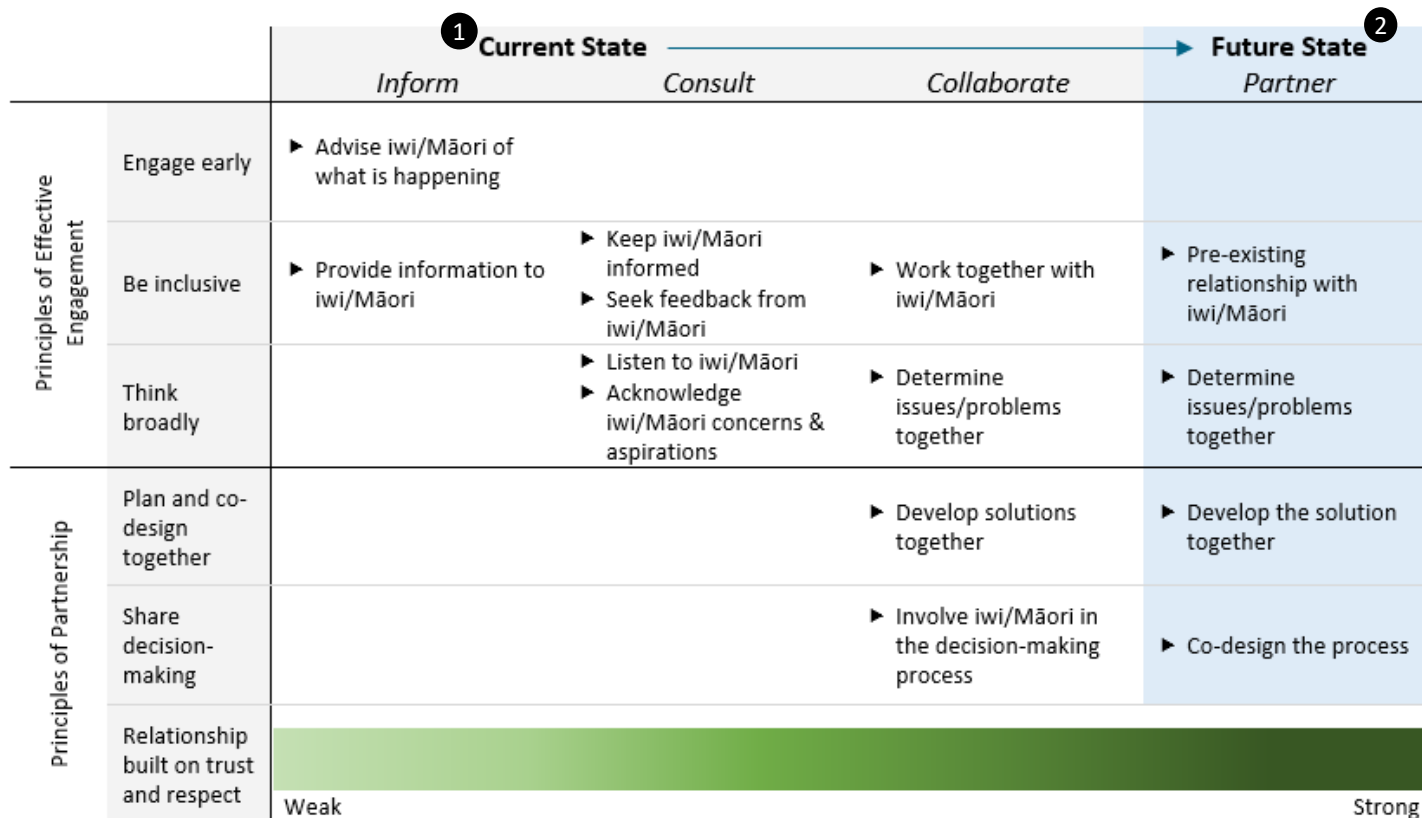 1
Current State
2
Future State
Inform
Consult
Collaborate
Partner
Principles of Effective
Engagement
Engage early
► Advise iwi/Māori of
what is happening
Be inclusive
► Provide information to
iwi/Māori
► Keep iwi/Māori
informed
► Seek feedback from
iwi/Māori
► Work together with
iwi/Māori
► Pre-existing
relationship with
iwi/Māori
Think
broadly
► Listen to iwi/Māori
► Acknowledge
iwi/Māori concerns &
aspirations
► Determine
issues/problems
together
► Determine
issues/problems
together
Principles of Partnership
Plan and co-
design
together
► Develop solutions
together
► Develop the solution
together
Share
decision-
making
► Involve iwi/Māori in
the decision-making
process
► Co-design the process
Relationship
built on trust
and respect
Weak
Strong